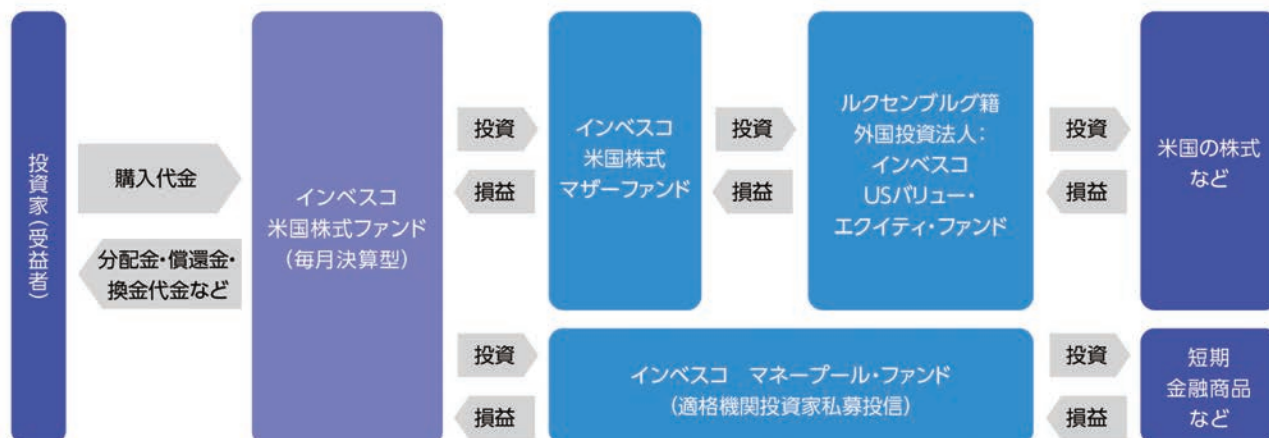 投資家(受益者)
購入代金
分配金・償還金・
換金代金など
インベスコ
米国株式ファンド
(毎月決算型)
投資
損益
インベスコ
米国株式
マザーファンド
投資
損益
ルクセンブルグ籍
外国投資法人:
インベスコ
USバリュー・
エクイティ・ファンド
投資
損益
米国の株式
など
投資
損益
インベスコ　マネープール・ファンド
(適格機関投資家私募投信)
投資
損益
短期
金融商品
など